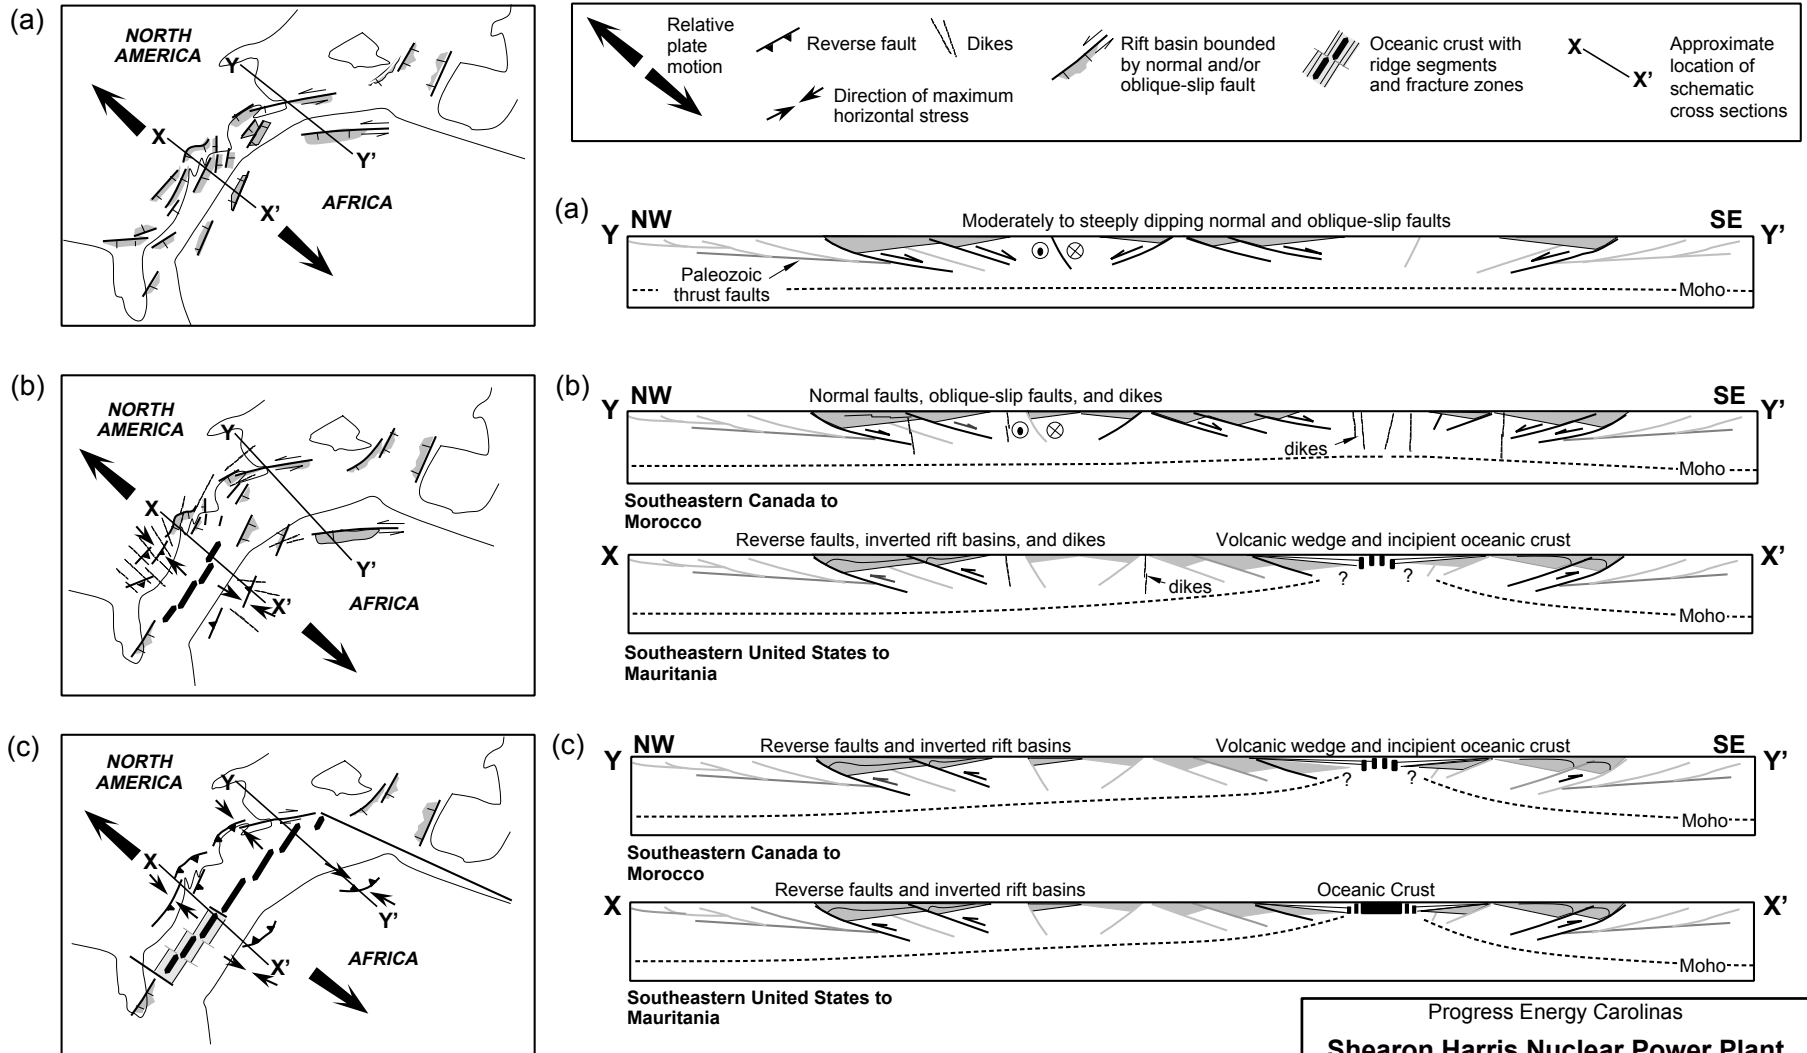 (a)
NORTH
AMERICA
Y
X
Y'
X'
AFRICA
Relative
plate
motion
Reverse fault
Dikes
Direction of maximum
horizontal stress
Rift basin bounded
by normal and/or
oblique-slip fault
Oceanic crust with
ridge segments
and fracture zones
X
X'
Approximate
location of
schematic
cross sections
(a)
NW
Moderately to steeply dipping normal and oblique-slip faults
SE
Y
Y'
Paleozoic
thrust faults
Moho
(b)
NORTH
AMERICA
Y
X
Y'
X'
AFRICA
(b)
NW
Normal faults, oblique-slip faults, and dikes
SE
Y
Y'
dikes
Moho
Southeastern Canada to
Morocco
Reverse faults, inverted rift basins, and dikes
Volcanic wedge and incipient oceanic crust
X
X'
? ?
dikes
Moho
Southeastern United States to
Mauritania
(c)
NORTH
AMERICA
Y
X
Y'
X'
AFRICA
(c)
NW
Reverse faults and inverted rift basins
Volcanic wedge and incipient oceanic crust
SE
Y
Y'
? ?
Moho
Southeastern Canada to
Morocco
Reverse faults and inverted rift basins
Oceanic Crust
X
X'
Moho
Southeastern United States to
Mauritania
Progress Energy Carolinas
Shearon Harris Nuclear Power Plant